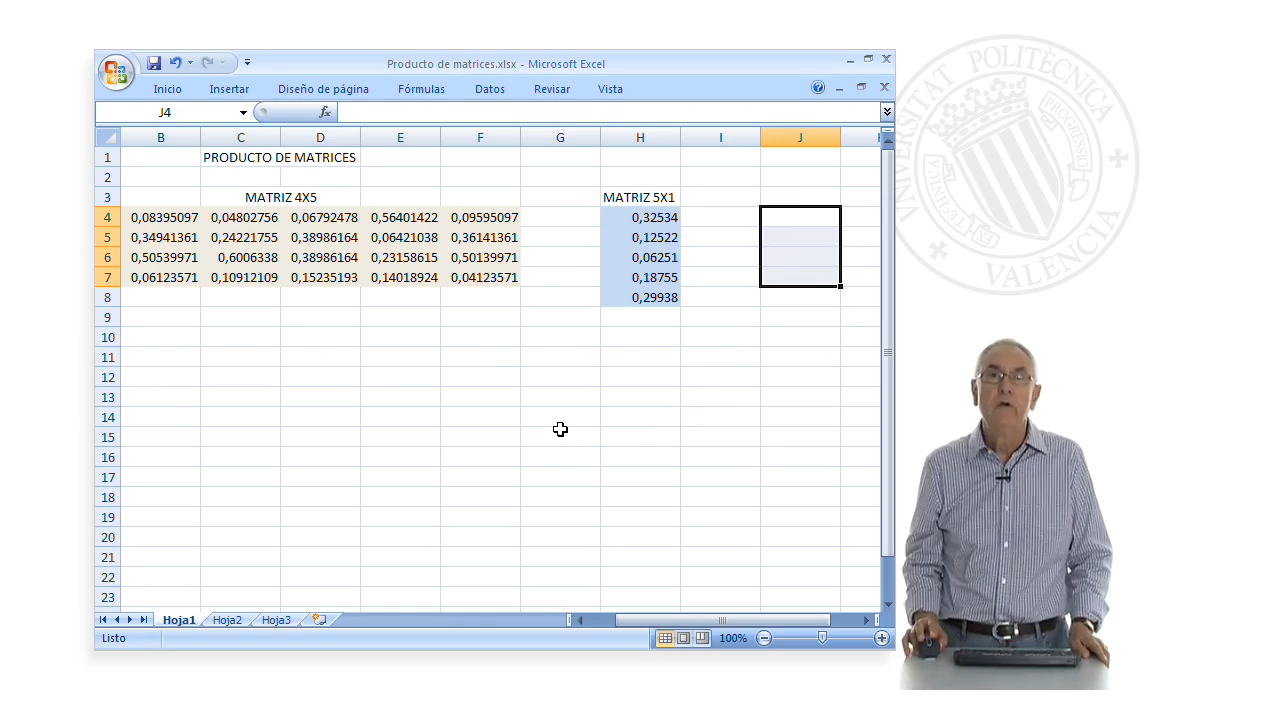 Producto de matrices.xlsx - Microsoft Excel
Inicio Insertar Diseño de página Fórmulas Datos Revisar Vista
J4 fx
B C D E F G H I J
1 PRODUCTO DE MATRICES
2
3 MATRIZ 4X5 MATRIZ 5X1
4 0,08395097 0,04802756 0,06792478 0,56401422 0,09595097 0,32534
5 0,34941361 0,24221755 0,38986164 0,06421038 0,36141361 0,12522
6 0,50539971 0,6006338 0,38986164 0,23158615 0,50139971 0,06251
7 0,06123571 0,10912109 0,15235193 0,14018924 0,04123571 0,18755
8 0,29938
9
10
11
12
13
14
15
16
17
18
19
20
21
22
23
Hoja1 Hoja2 Hoja3
Listo 100%
UNIVERSITAT POLITÈCNICA
VALÈNCIA